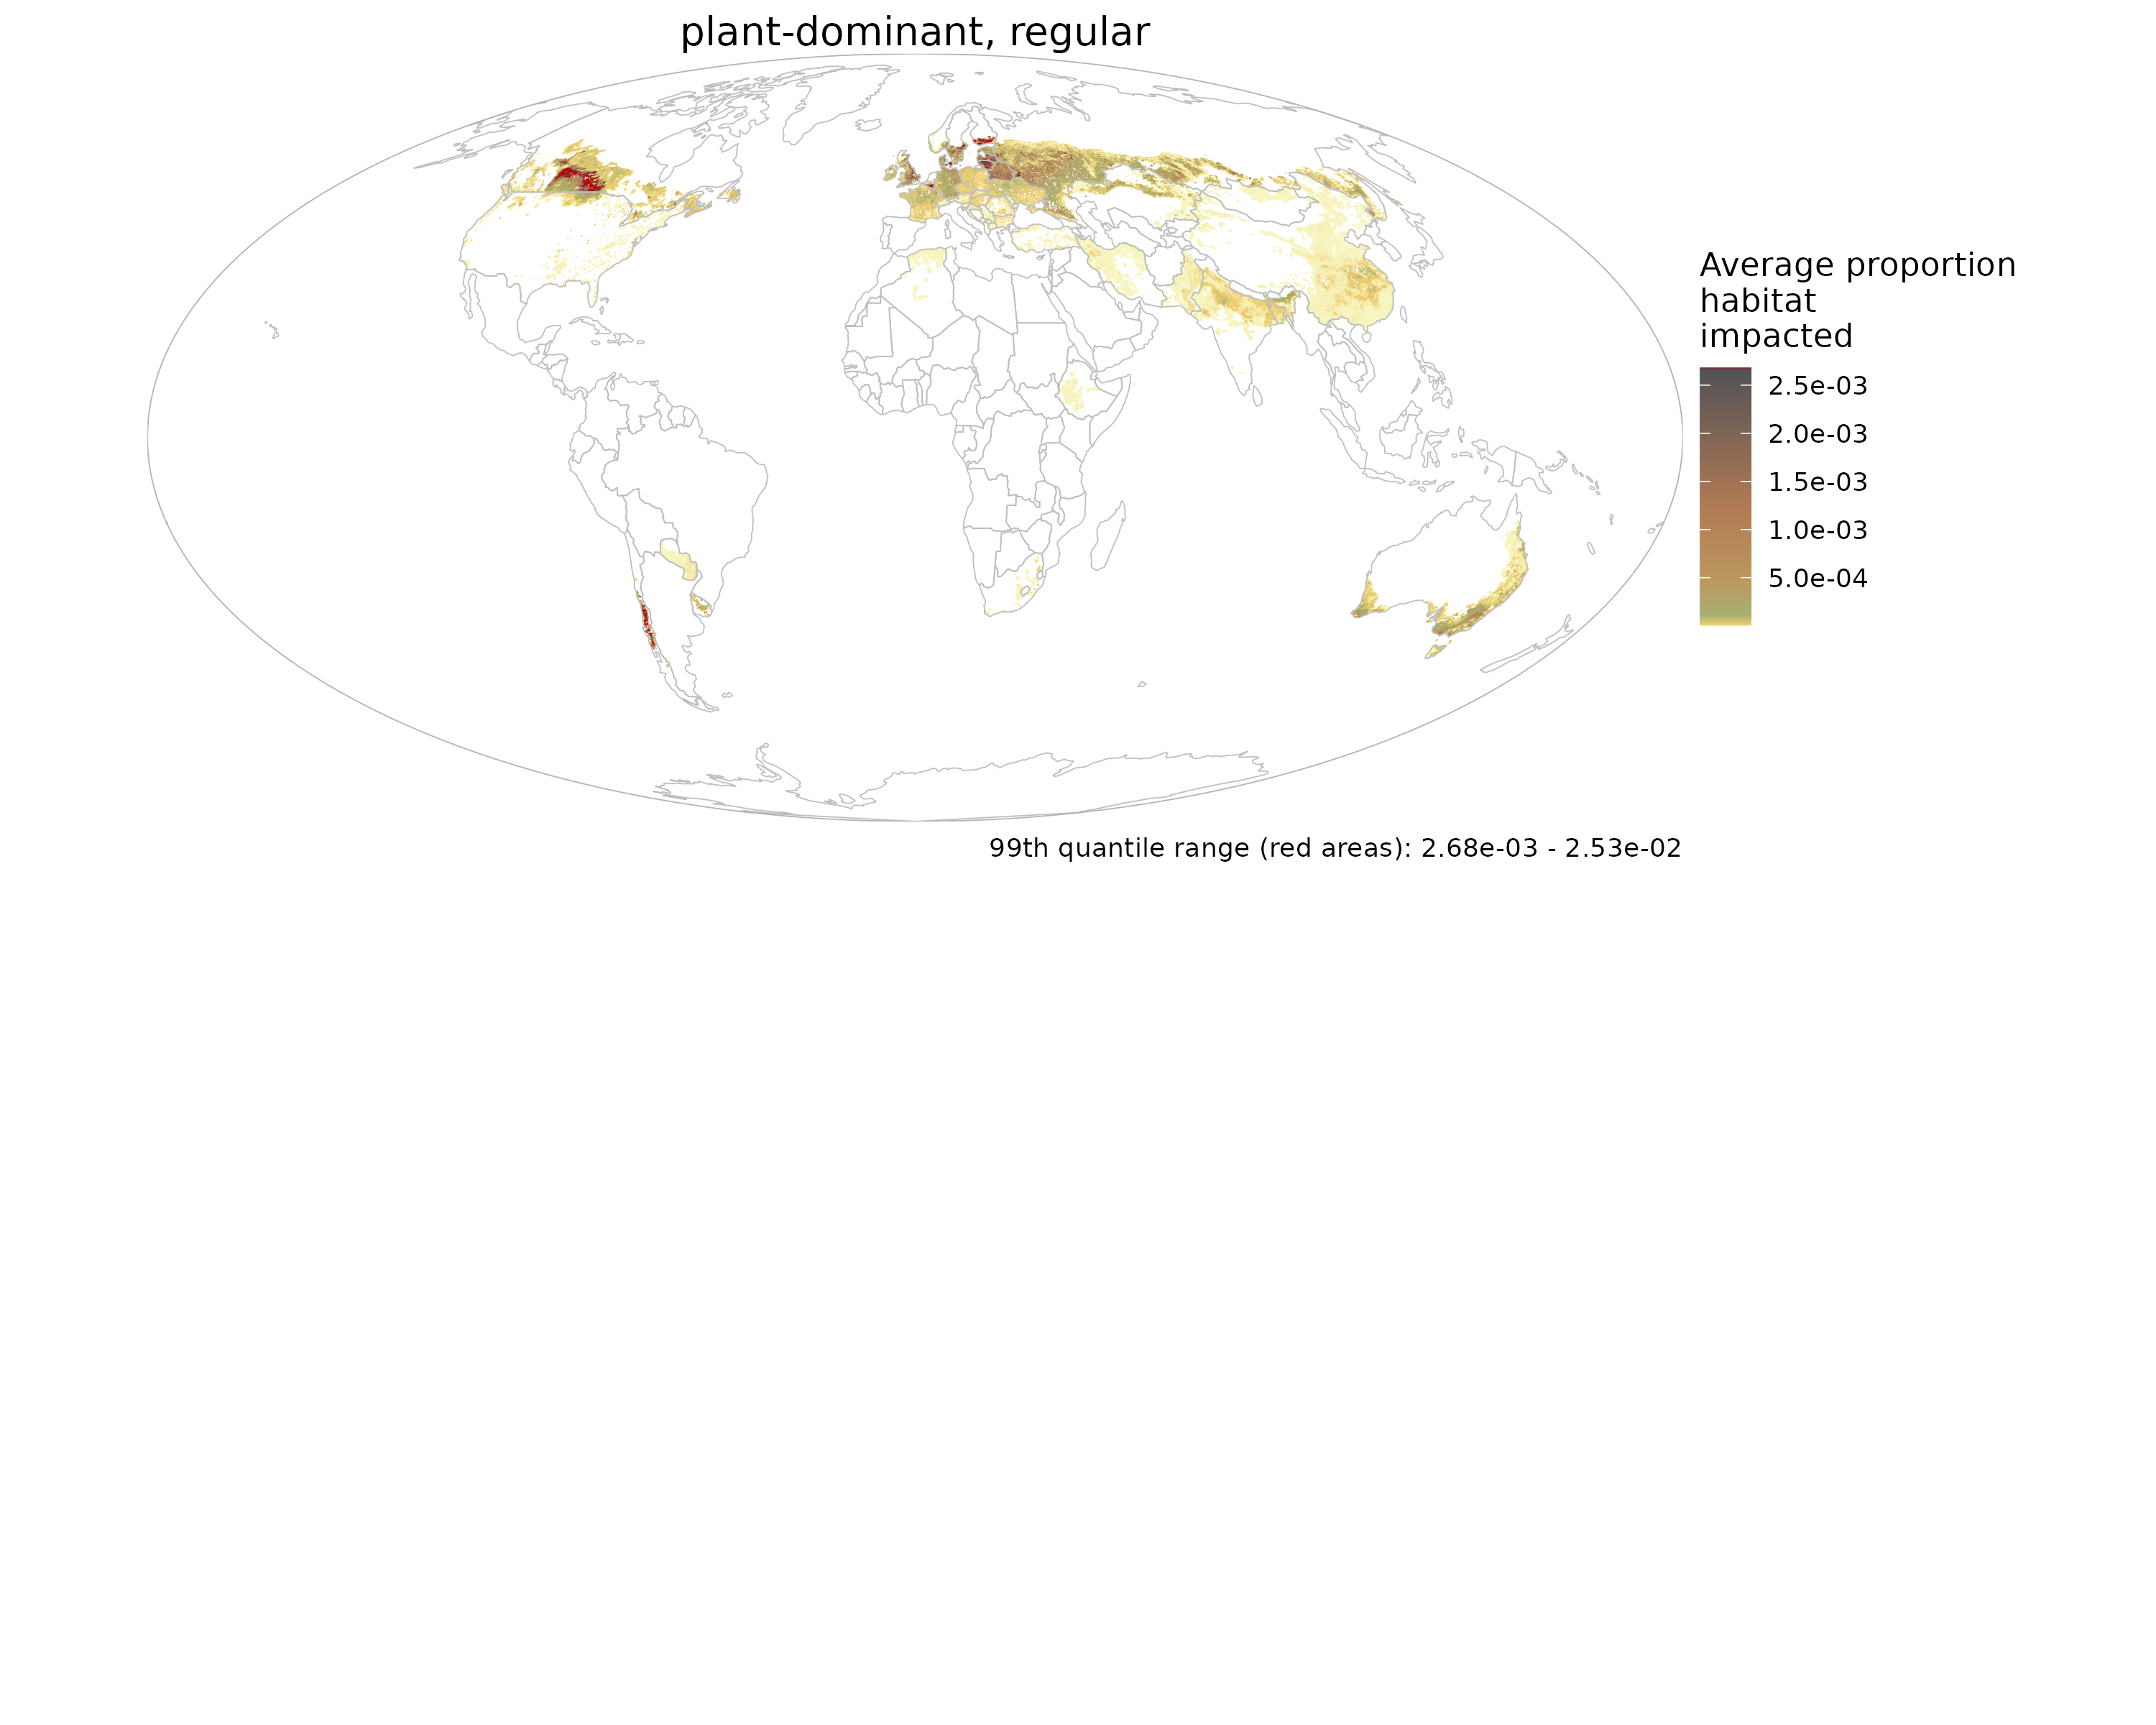 plant-dominant, regular
Average proportion
habitat
impacted
2.5e-03
2.0e-03
1.5e-03
1.0e-03
5.0e-04
99th quantile range (red areas): 2.68e-03 - 2.53e-02